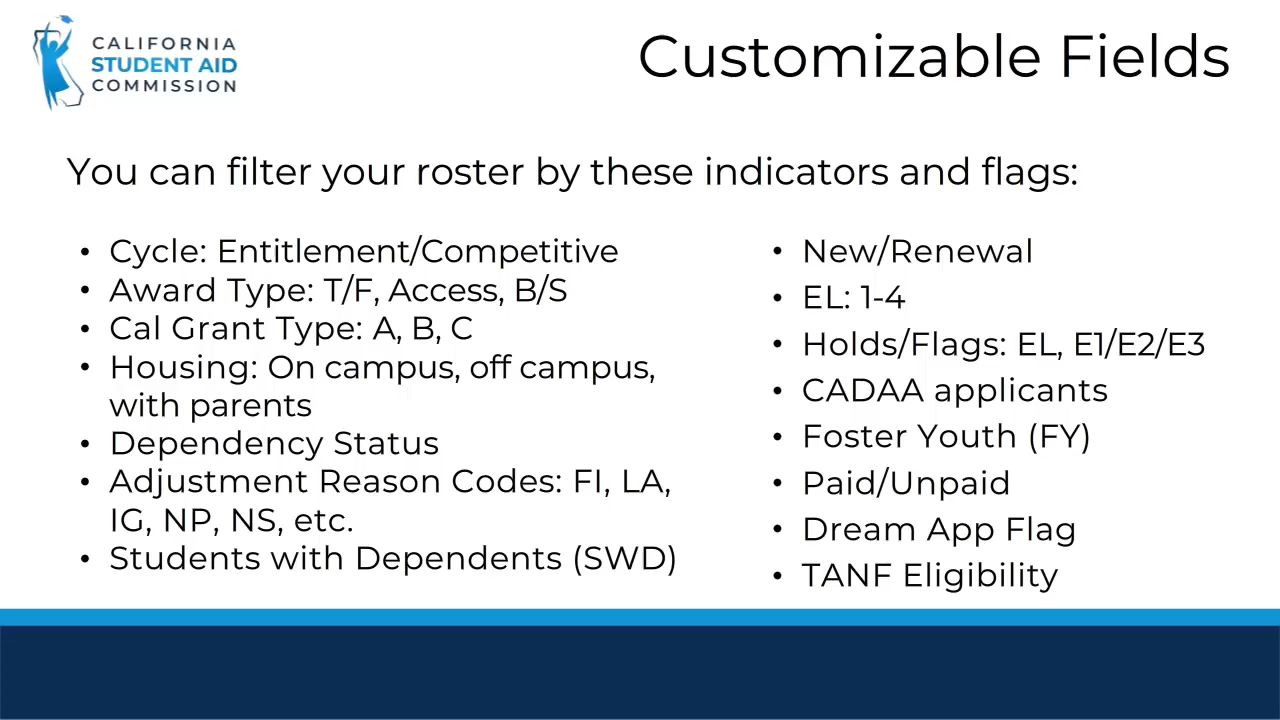 CALIFORNIA
STUDENT AID
COMMISSION
Customizable Fields
You can filter your roster by these indicators and flags:
• Cycle: Entitlement/Competitive
• Award Type: T/F, Access, B/S
• Cal Grant Type: A, B, C
• Housing: On campus, off campus,
with parents
• Dependency Status
• Adjustment Reason Codes: FI, LA,
IG, NP, NS, etc.
• Students with Dependents (SWD)
• New/Renewal
• EL: 1-4
• Holds/Flags: EL, E1/E2/E3
• CADAA applicants
• Foster Youth (FY)
• Paid/Unpaid
• Dream App Flag
• TANF Eligibility